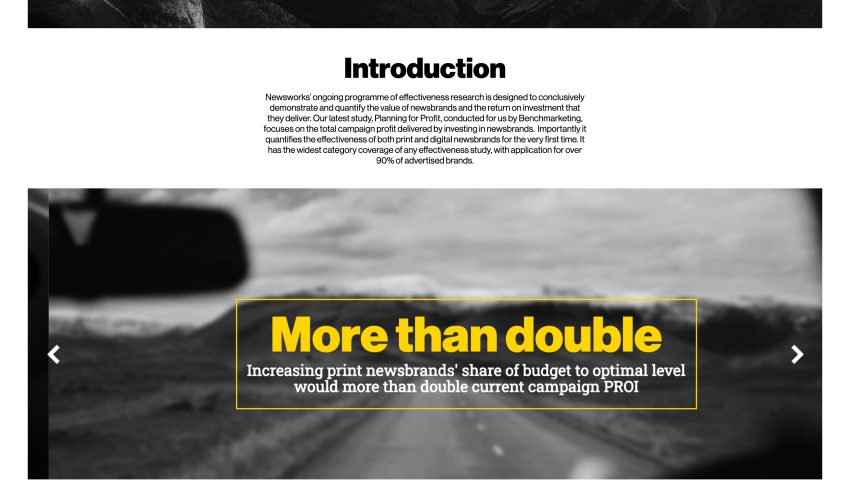 Introduction
Newsworks' ongoing programme of effectiveness research is designed to conclusively
demonstrate and quantify the value of newsbrands and the return on investment that
they deliver. Our latest study, Planning for Profit, conducted for us by Benchmarketing,
focuses on the total campaign profit delivered by investing in newsbrands. Importantly it
quantifies the effectiveness of both print and digital newsbrands for the very first time. It
has the widest category coverage of any effectiveness study, with application for over
90% of advertised brands.
More than double
Increasing print newsbrands' share of budget to optimal level
would more than double current campaign PROI